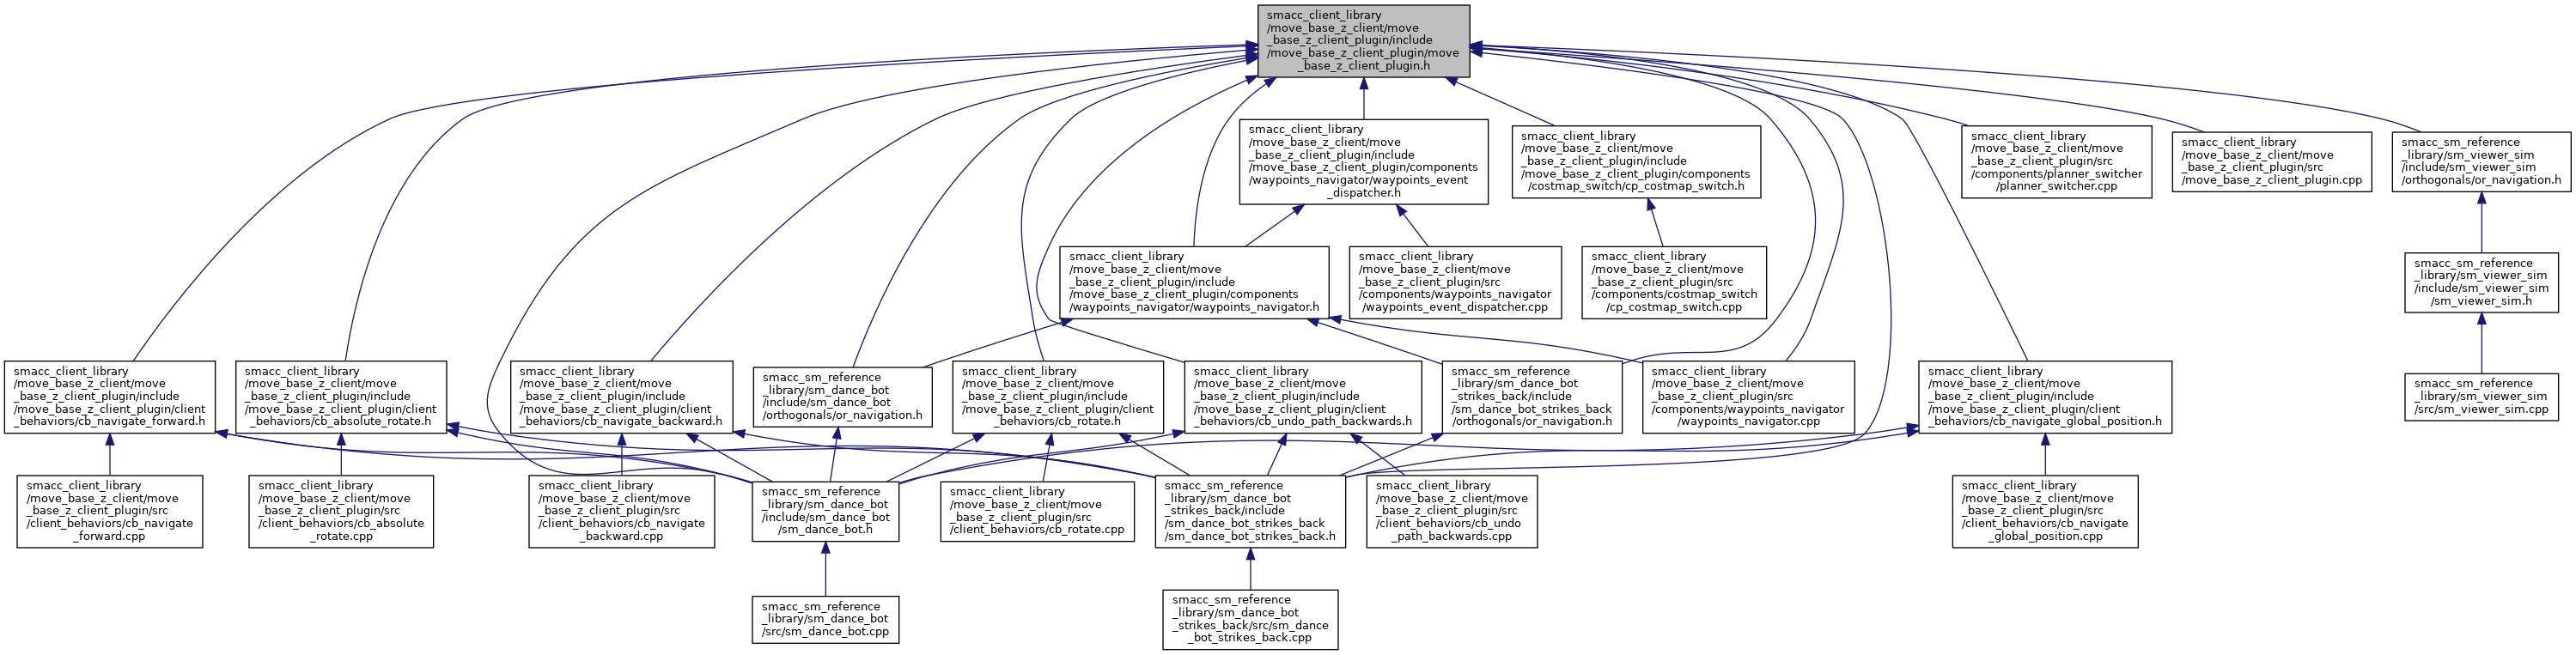 smacc_client_library
/move_base_z_client/move
_base_z_client_plugin/include
/move_base_z_client_plugin/move
_base_z_client_plugin.h
smacc_client_library
/move_base_z_client/move
_base_z_client_plugin/include
/move_base_z_client_plugin/components
/waypoints_navigator/waypoints_event
_dispatcher.h
smacc_client_library
/move_base_z_client/move
_base_z_client_plugin/include
/move_base_z_client_plugin/components
/costmap_switch/cp_costmap_switch.h
smacc_client_library
/move_base_z_client/move
_base_z_client_plugin/src
/components/planner_switcher
/planner_switcher.cpp
smacc_client_library
/move_base_z_client/move
_base_z_client_plugin/src
/move_base_z_client_plugin.cpp
smacc_sm_reference
_library/sm_viewer_sim
/include/sm_viewer_sim
/orthogonals/or_navigation.h
smacc_client_library
/move_base_z_client/move
_base_z_client_plugin/include
/move_base_z_client_plugin/components
/waypoints_navigator/waypoints_navigator.h
smacc_client_library
/move_base_z_client/move
_base_z_client_plugin/src
/components/waypoints_navigator
/waypoints_event_dispatcher.cpp
smacc_client_library
/move_base_z_client/move
_base_z_client_plugin/src
/components/costmap_switch
/cp_costmap_switch.cpp
smacc_sm_reference
_library/sm_viewer_sim
/include/sm_viewer_sim
/sm_viewer_sim.h
smacc_client_library
/move_base_z_client/move
_base_z_client_plugin/include
/move_base_z_client_plugin/client
_behaviors/cb_navigate_forward.h
smacc_client_library
/move_base_z_client/move
_base_z_client_plugin/include
/move_base_z_client_plugin/client
_behaviors/cb_absolute_rotate.h
smacc_client_library
/move_base_z_client/move
_base_z_client_plugin/include
/move_base_z_client_plugin/client
_behaviors/cb_navigate_backward.h
smacc_sm_reference
_library/sm_dance_bot
/include/sm_dance_bot
/orthogonals/or_navigation.h
smacc_client_library
/move_base_z_client/move
_base_z_client_plugin/include
/move_base_z_client_plugin/client
_behaviors/cb_rotate.h
smacc_client_library
/move_base_z_client/move
_base_z_client_plugin/include
/move_base_z_client_plugin/client
_behaviors/cb_undo_path_backwards.h
smacc_sm_reference
_library/sm_dance_bot
_strikes_back/include
/sm_dance_bot_strikes_back
/orthogonals/or_navigation.h
smacc_client_library
/move_base_z_client/move
_base_z_client_plugin/src
/components/waypoints_navigator
/waypoints_navigator.cpp
smacc_client_library
/move_base_z_client/move
_base_z_client_plugin/include
/move_base_z_client_plugin/client
_behaviors/cb_navigate_global_position.h
smacc_sm_reference
_library/sm_viewer_sim
/src/sm_viewer_sim.cpp
smacc_client_library
/move_base_z_client/move
_base_z_client_plugin/src
/client_behaviors/cb_navigate
_forward.cpp
smacc_client_library
/move_base_z_client/move
_base_z_client_plugin/src
/client_behaviors/cb_absolute
_rotate.cpp
smacc_client_library
/move_base_z_client/move
_base_z_client_plugin/src
/client_behaviors/cb_navigate
_backward.cpp
smacc_sm_reference
_library/sm_dance_bot
/include/sm_dance_bot
/sm_dance_bot.h
smacc_client_library
/move_base_z_client/move
_base_z_client_plugin/src
/client_behaviors/cb_rotate.cpp
smacc_sm_reference
_library/sm_dance_bot
_strikes_back/include
/sm_dance_bot_strikes_back
/sm_dance_bot_strikes_back.h
smacc_client_library
/move_base_z_client/move
_base_z_client_plugin/src
/client_behaviors/cb_undo
_path_backwards.cpp
smacc_client_library
/move_base_z_client/move
_base_z_client_plugin/src
/client_behaviors/cb_navigate
_global_position.cpp
smacc_sm_reference
_library/sm_dance_bot
/src/sm_dance_bot.cpp
smacc_sm_reference
_library/sm_dance_bot
_strikes_back/src/sm_dance
_bot_strikes_back.cpp